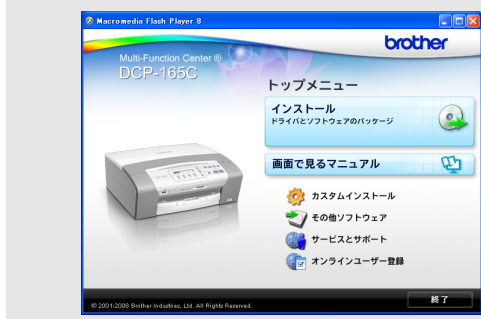 Macromedia Flash Player 8
brother
Multi-Function Center ®
DCP-165C
トップメニュー
インストール
ドライバとソフトウェアのパッケージ
画面で見るマニュアル
カスタムインストール
その他ソフトウェア
サービスとサポート
オンラインユーザー登録
© 2001-2008 Brother Industries, Ltd. All Rights Reserved.
終了